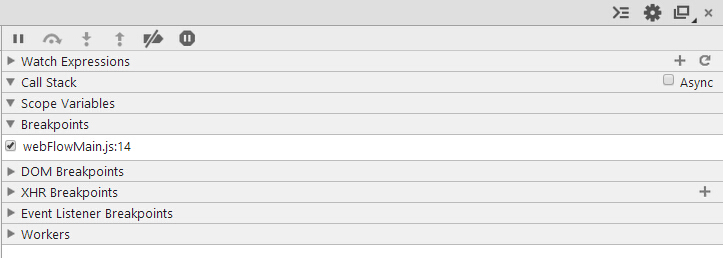 Watch Expressions
Call Stack Async
Scope Variables
Breakpoints
webFlowMain.js:14
DOM Breakpoints
XHR Breakpoints
Event Listener Breakpoints
Workers